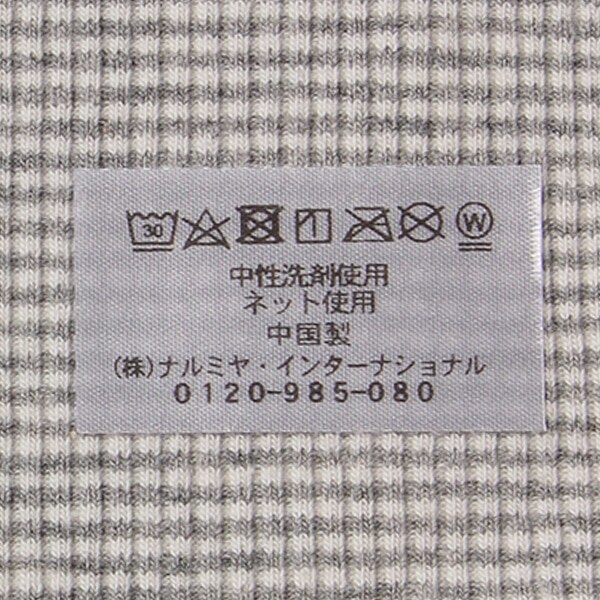 30 W
中性洗剤使用
ネット使用
中国製
(株)ナルミヤ・インターナショナル
0120-985-080